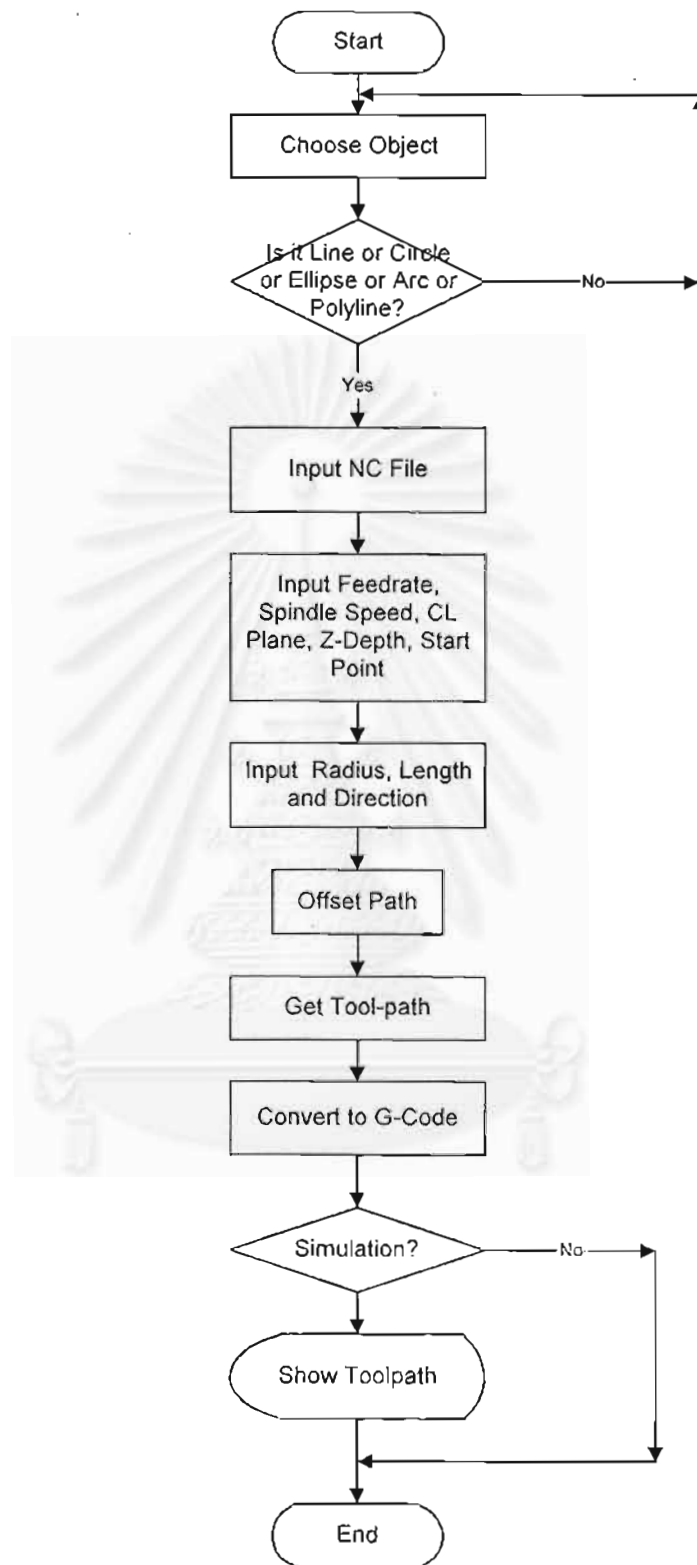 Start
Choose Object
Is it Line or Circle
or Ellipse or Arc or
Polyline?
No
Yes
Input NC File
Input Feedrate,
Spindle Speed, CL
Plane, Z-Depth, Start
Point
Input Radius, Length
and Direction
Offset Path
Get Tool-path
Convert to G-Code
Simulation?
No
Show Toolpath
End